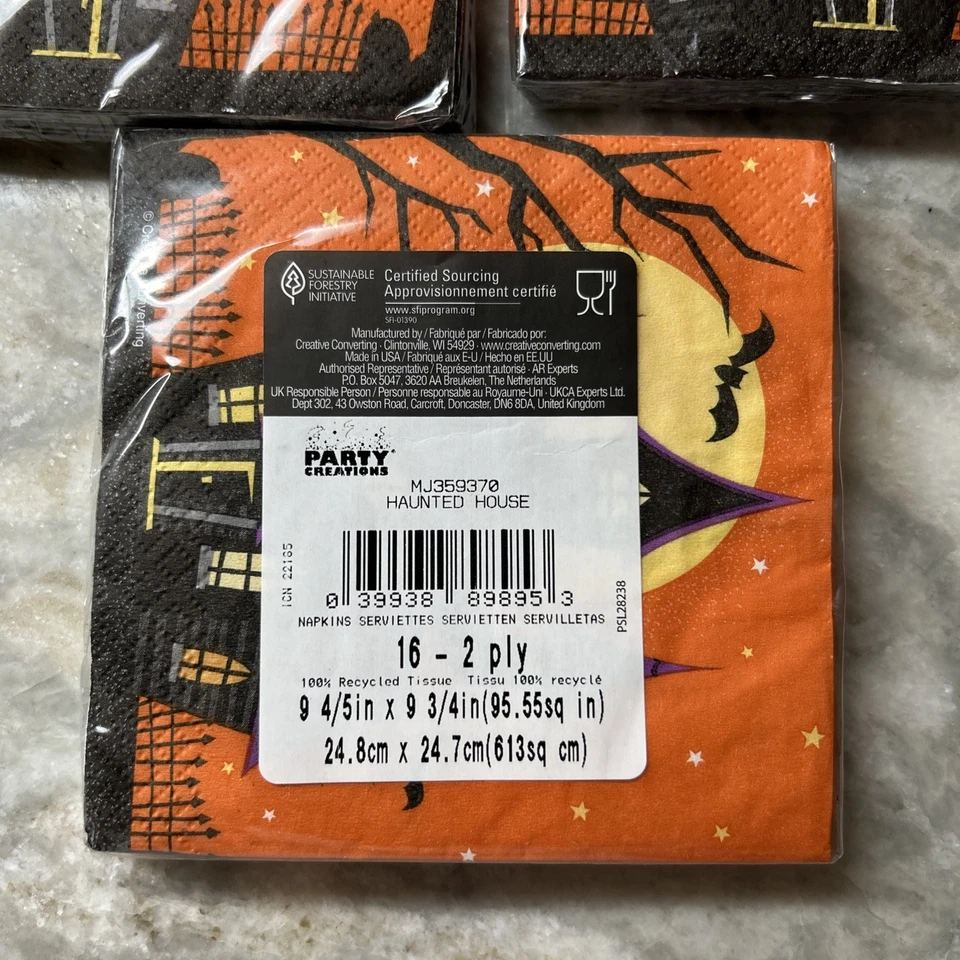 SUSTAINABLE
FORESTRY
INITIATIVE
Certified Sourcing
Approvisionnement certifié
www.sfiprogram.org
SFI-01390
Manufactured by / Fabriqué par / Fabricado por:
Creative Converting · Clintonville, WI 54929 · www.creativeconverting.com
Made in USA / Fabriqué aux E-U / Hecho en EE.UU
Authorised Representative / Représentant autorisé · AR Experts
P.O. Box 5047, 3620 AA Breukelen, The Netherlands
UK Responsible Person / Personne responsable au Royaume-Uni · UKCA Experts Ltd.
Dept 302, 43 Owston Road, Carcroft, Doncaster, DN6 8DA, United Kingdom
PARTY
CREATIONS
MJ359370
HAUNTED HOUSE
ICN 22165
0 39938 89895 3
PSL28238
NAPKINS SERVIETTES SERVIETTEN SERVILLETAS
16 - 2 ply
100% Recycled Tissue Tissu 100% recyclé
9 4/5in x 9 3/4in(95.55sq in)
24.8cm x 24.7cm(613sq cm)